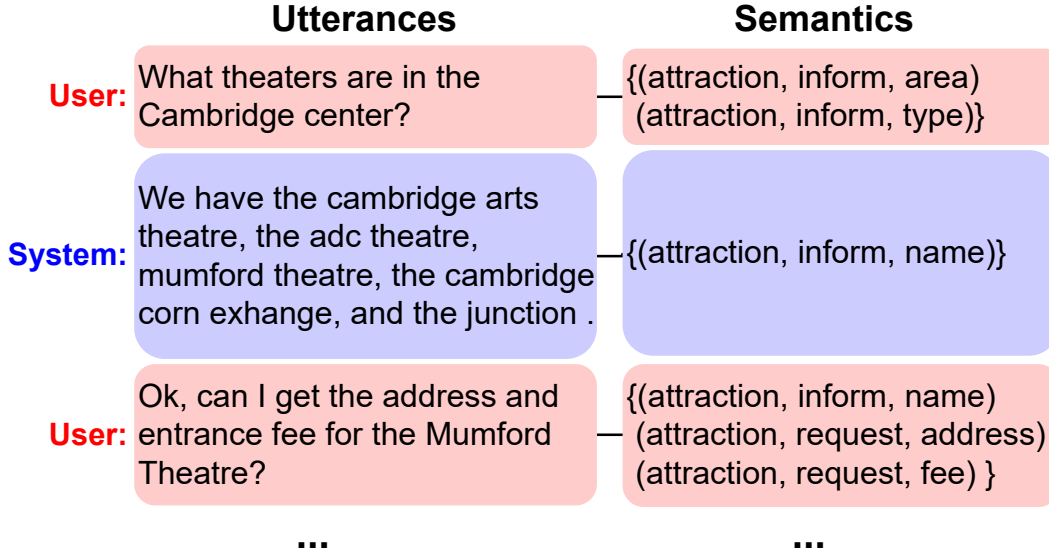 Utterances Semantics
User: What theaters are in the Cambridge center?
{(attraction, inform, area)
(attraction, inform, type)}
System: We have the cambridge arts
theatre, the adc theatre,
mumford theatre, the cambridge
corn exhange, and the junction .
{(attraction, inform, name)}
User: Ok, can I get the address and
entrance fee for the Mumford
Theatre?
{(attraction, inform, name)
(attraction, request, address)
(attraction, request, fee) }
... ...